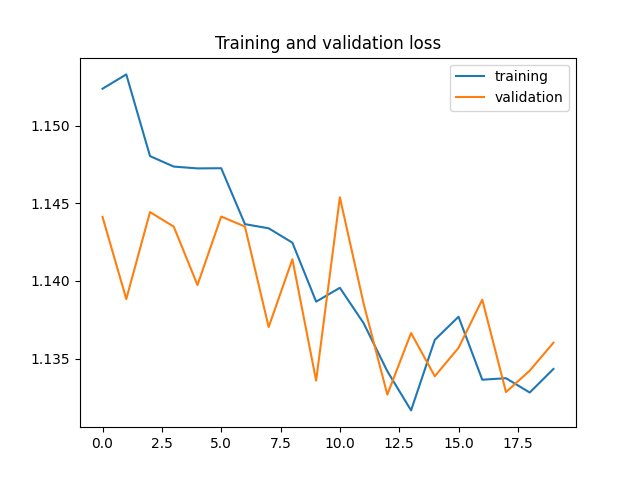 Training and validation loss
training
validation
1.150
1.145
1.140
1.135
0.0 2.5 5.0 7.5 10.0 12.5 15.0 17.5